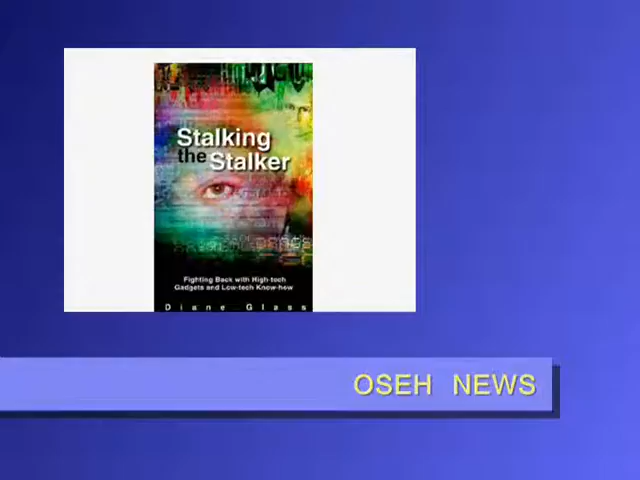 Stalking
the Stalker
Fighting Back with High-tech
Gadgets and Low-tech Know-how
Diane Glass
OSEH NEWS